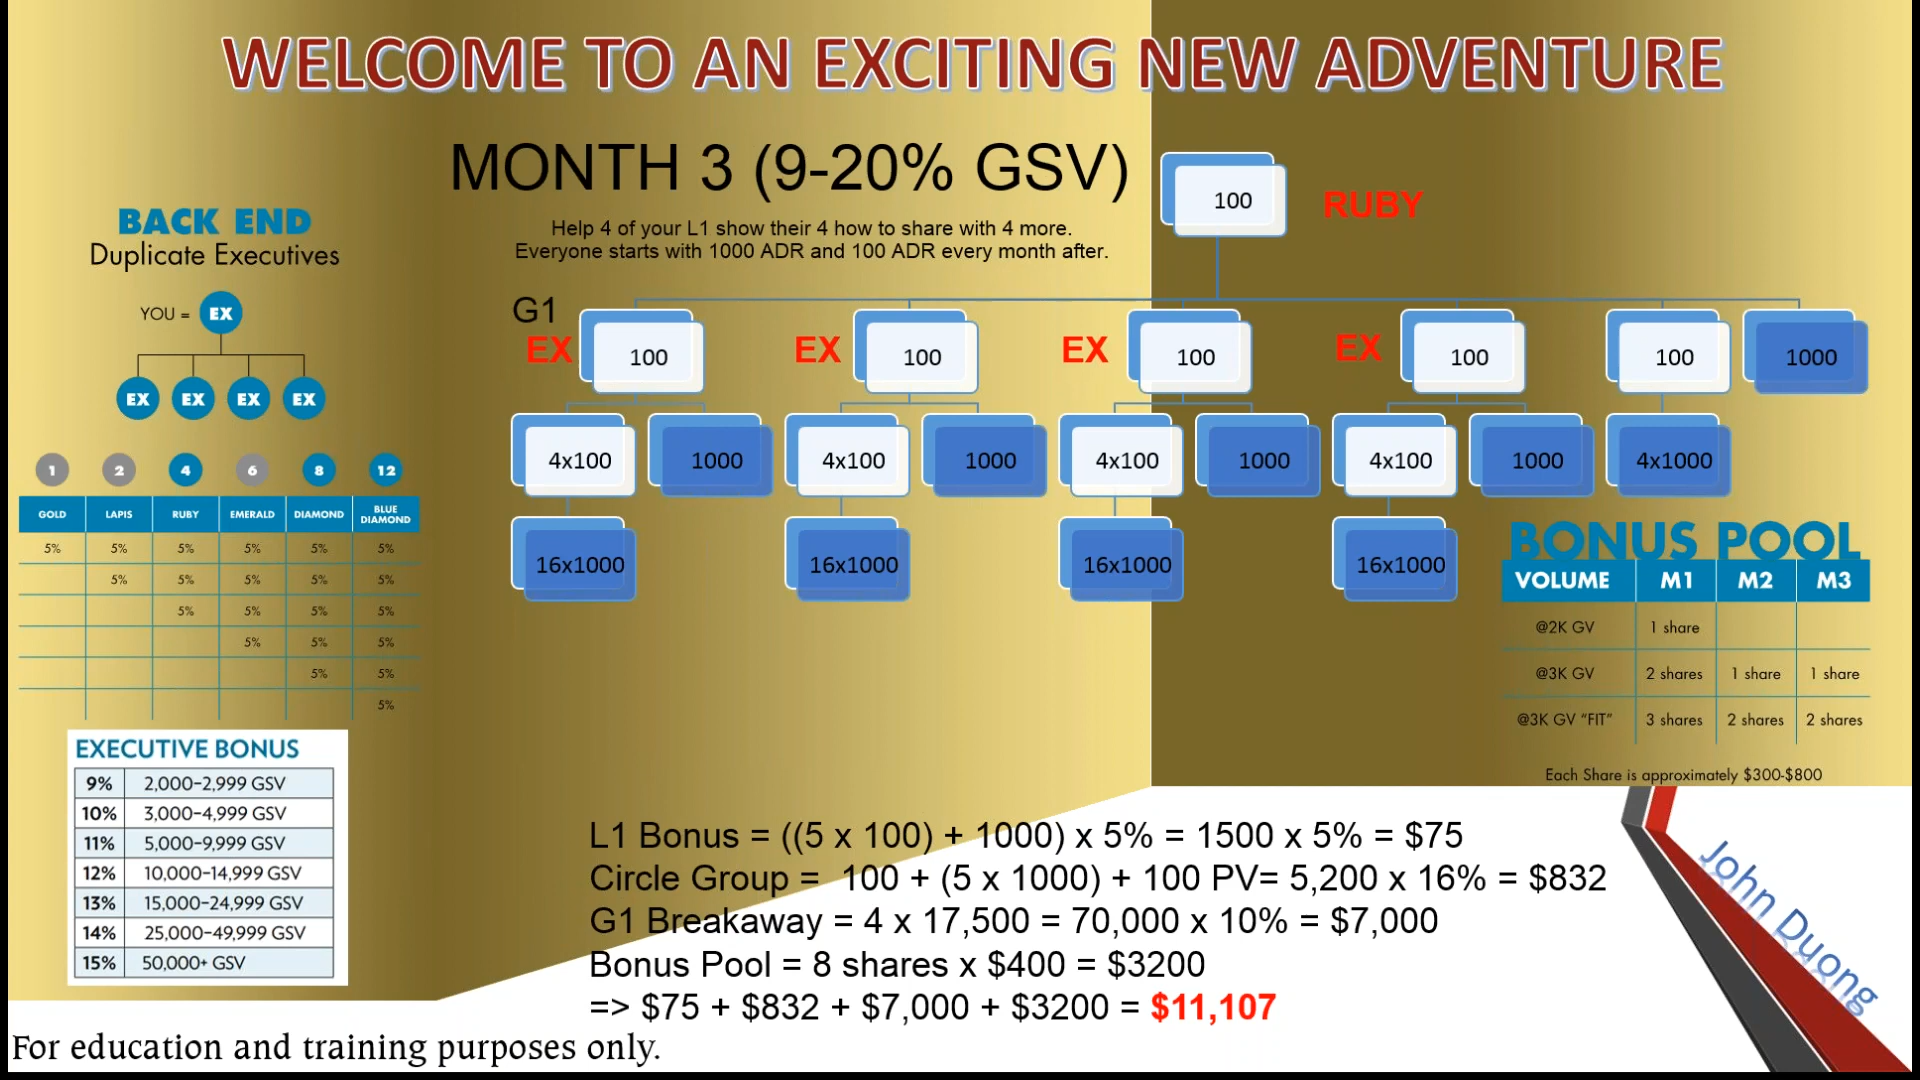 WELCOME TO AN EXCITING NEW ADVENTURE
MONTH 3 (9-20% GSV)
Help 4 of your L1 show their 4 how to share with 4 more.
Everyone starts with 1000 ADR and 100 ADR every month after.
100
RUBY
G1
EX 100 EX 100 EX 100 EX 100 100 1000
4x100 1000 4x100 1000 4x100 1000 4x100 1000 4x1000
16x1000 16x1000 16x1000 16x1000
BACK END
Duplicate Executives
YOU = EX
EX EX EX EX
1 2 4 6 8 12
GOLD LAPIS RUBY EMERALD DIAMOND BLUE DIAMOND
5% 5% 5% 5% 5% 5%
5% 5% 5% 5% 5%
5% 5% 5% 5%
5% 5% 5%
5% 5%
5%
EXECUTIVE BONUS
9% 2,000–2,999 GSV
10% 3,000–4,999 GSV
11% 5,000–9,999 GSV
12% 10,000–14,999 GSV
13% 15,000–24,999 GSV
14% 25,000–49,999 GSV
15% 50,000+ GSV
BONUS POOL
VOLUME M1 M2 M3
@2K GV 1 share
@3K GV 2 shares 1 share 1 share
@3K GV "FIT" 3 shares 2 shares 2 shares
Each Share is approximately $300-$800
L1 Bonus = ((5 x 100) + 1000) x 5% = 1500 x 5% = $75
Circle Group = 100 + (5 x 1000) + 100 PV= 5,200 x 16% = $832
G1 Breakaway = 4 x 17,500 = 70,000 x 10% = $7,000
Bonus Pool = 8 shares x $400 = $3200
=> $75 + $832 + $7,000 + $3200 = $11,107
John Duong
For education and training purposes only.